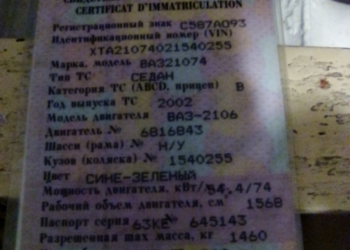 CERTIFICAT D'IMMATRICULATION
Регистрационный знак С587АО93
Идентификационный номер (VIN)
XTA21074021540255
Марка, модель ВАЗ21074
Тип ТС СЕДАН
Категория ТС (ABCD, прицеп) B
Год выпуска ТС 2002
Модель двигателя ВАЗ-2106
Двигатель № 6816843
Шасси (рама) № Н/У
Кузов (коляска) № 1540255
Цвет СИНЕ-ЗЕЛЕНЫЙ
Мощность двигателя, кВт/л.с. 54.4/74
Рабочий объем двигателя, см 1568
Паспорт серия 63КЕ № 645143
Разрешенная max масса, кг 1460